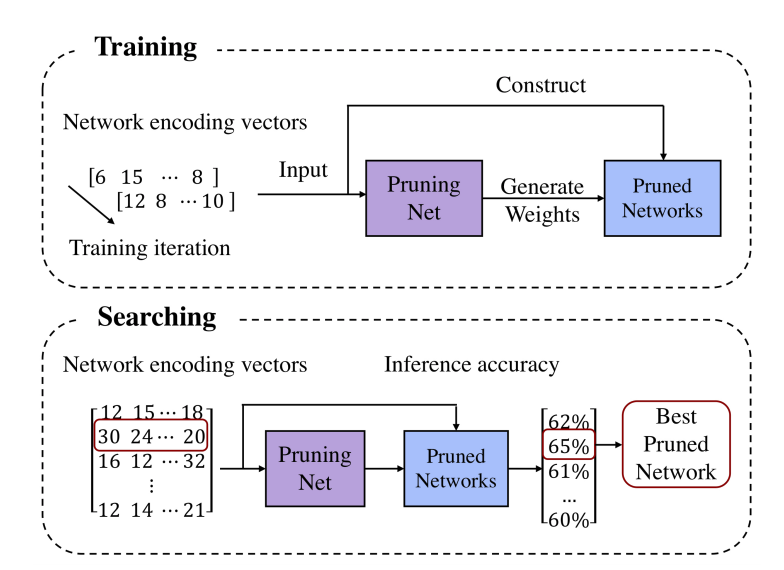 Training
Construct
Network encoding vectors
Input
[6 15 ⋯ 8 ]
[12 8 ⋯ 10 ]
Pruning
Net
Generate
Weights
Pruned
Networks
Training iteration
Searching
Network encoding vectors
Inference accuracy
12 15 ⋯ 18
30 24 ⋯ 20
16 12 ⋯ 32
⋮
12 14 ⋯ 21
Pruning
Net
Pruned
Networks
62%
65%
61%
...
60%
Best
Pruned
Network